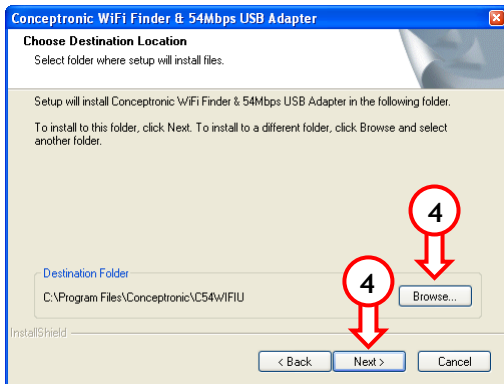 Conceptronic WiFi Finder & 54Mbps USB Adapter
Choose Destination Location
Select folder where setup will install files.
Setup will install Conceptronic WiFi Finder & 54Mbps USB Adapter in the following folder.
To install to this folder, click Next. To install to a different folder, click Browse and select
another folder.
4
Destination Folder
4
C:\Program Files\Conceptronic\C54WIFIU
Browse...
InstallShield
< Back
Next >
Cancel